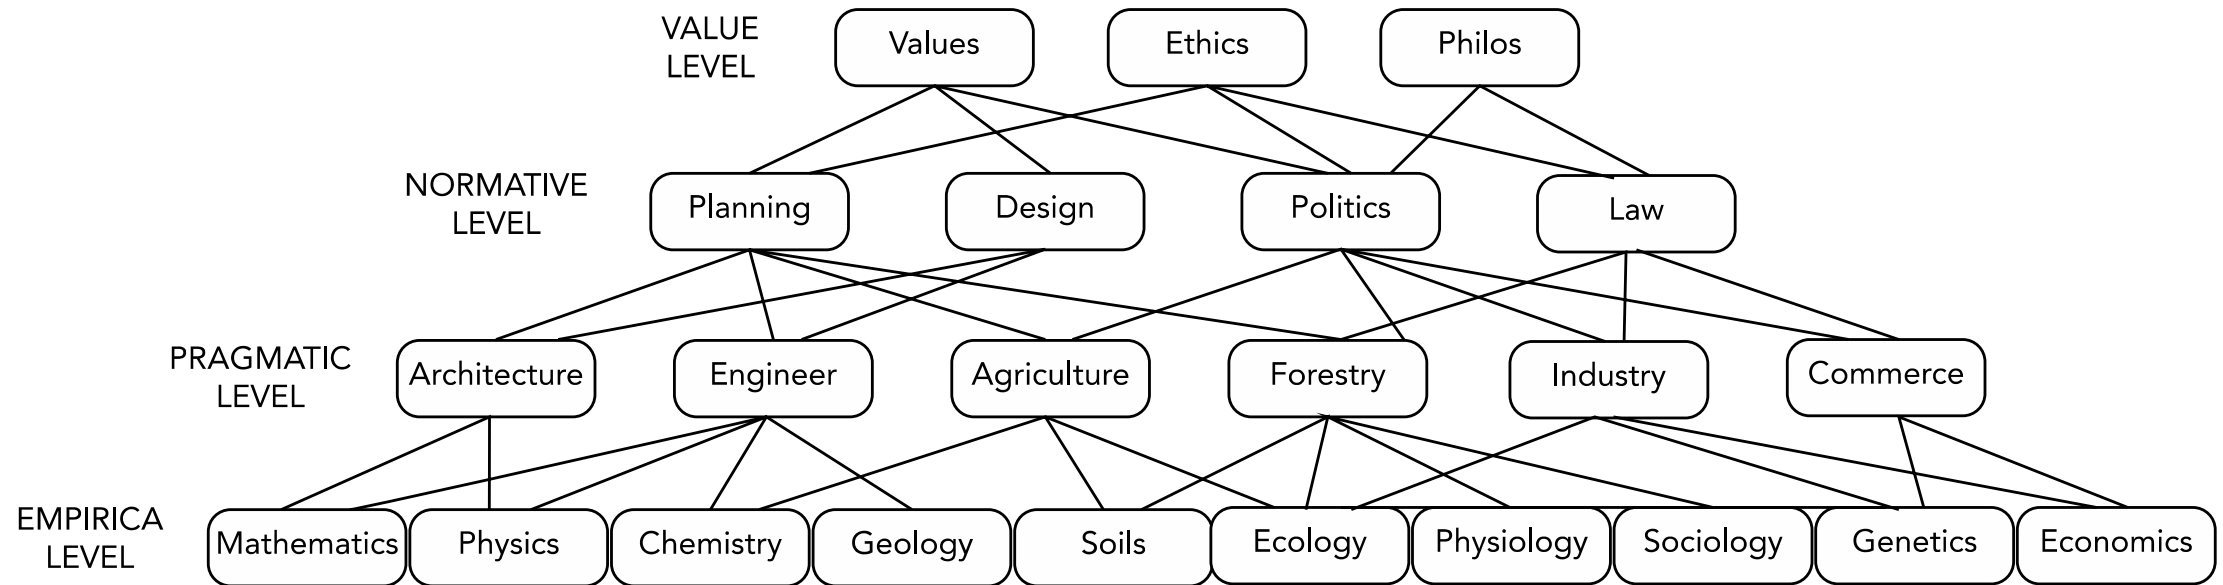 VALUE
LEVEL
Values
Ethics
Philos
NORMATIVE
LEVEL
Planning
Design
Politics
Law
PRAGMATIC
LEVEL
Architecture
Engineer
Agriculture
Forestry
Industry
Commerce
EMPIRICA
LEVEL
Mathematics
Physics
Chemistry
Geology
Soils
Ecology
Physiology
Sociology
Genetics
Economics